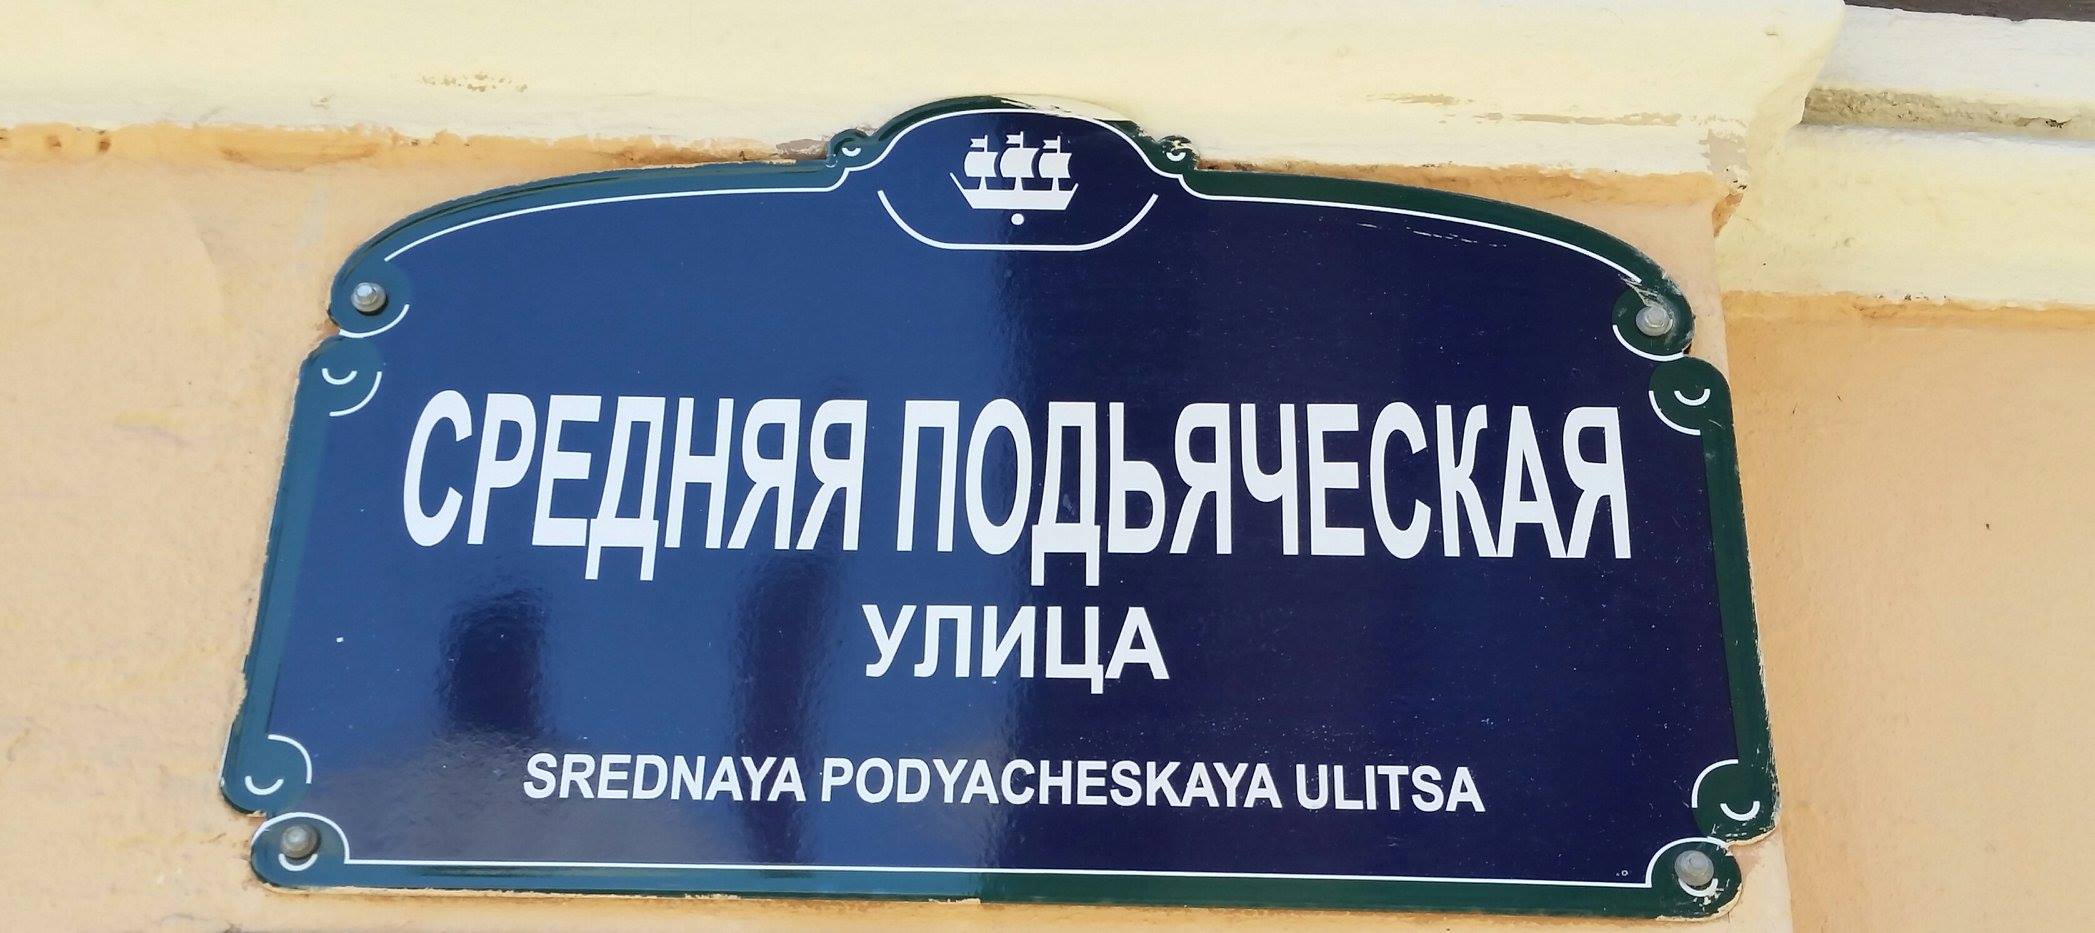 СРЕДНЯЯ ПОДЬЯЧЕСКАЯ
УЛИЦА
SREDNAYA PODYACHESKAYA ULITSA